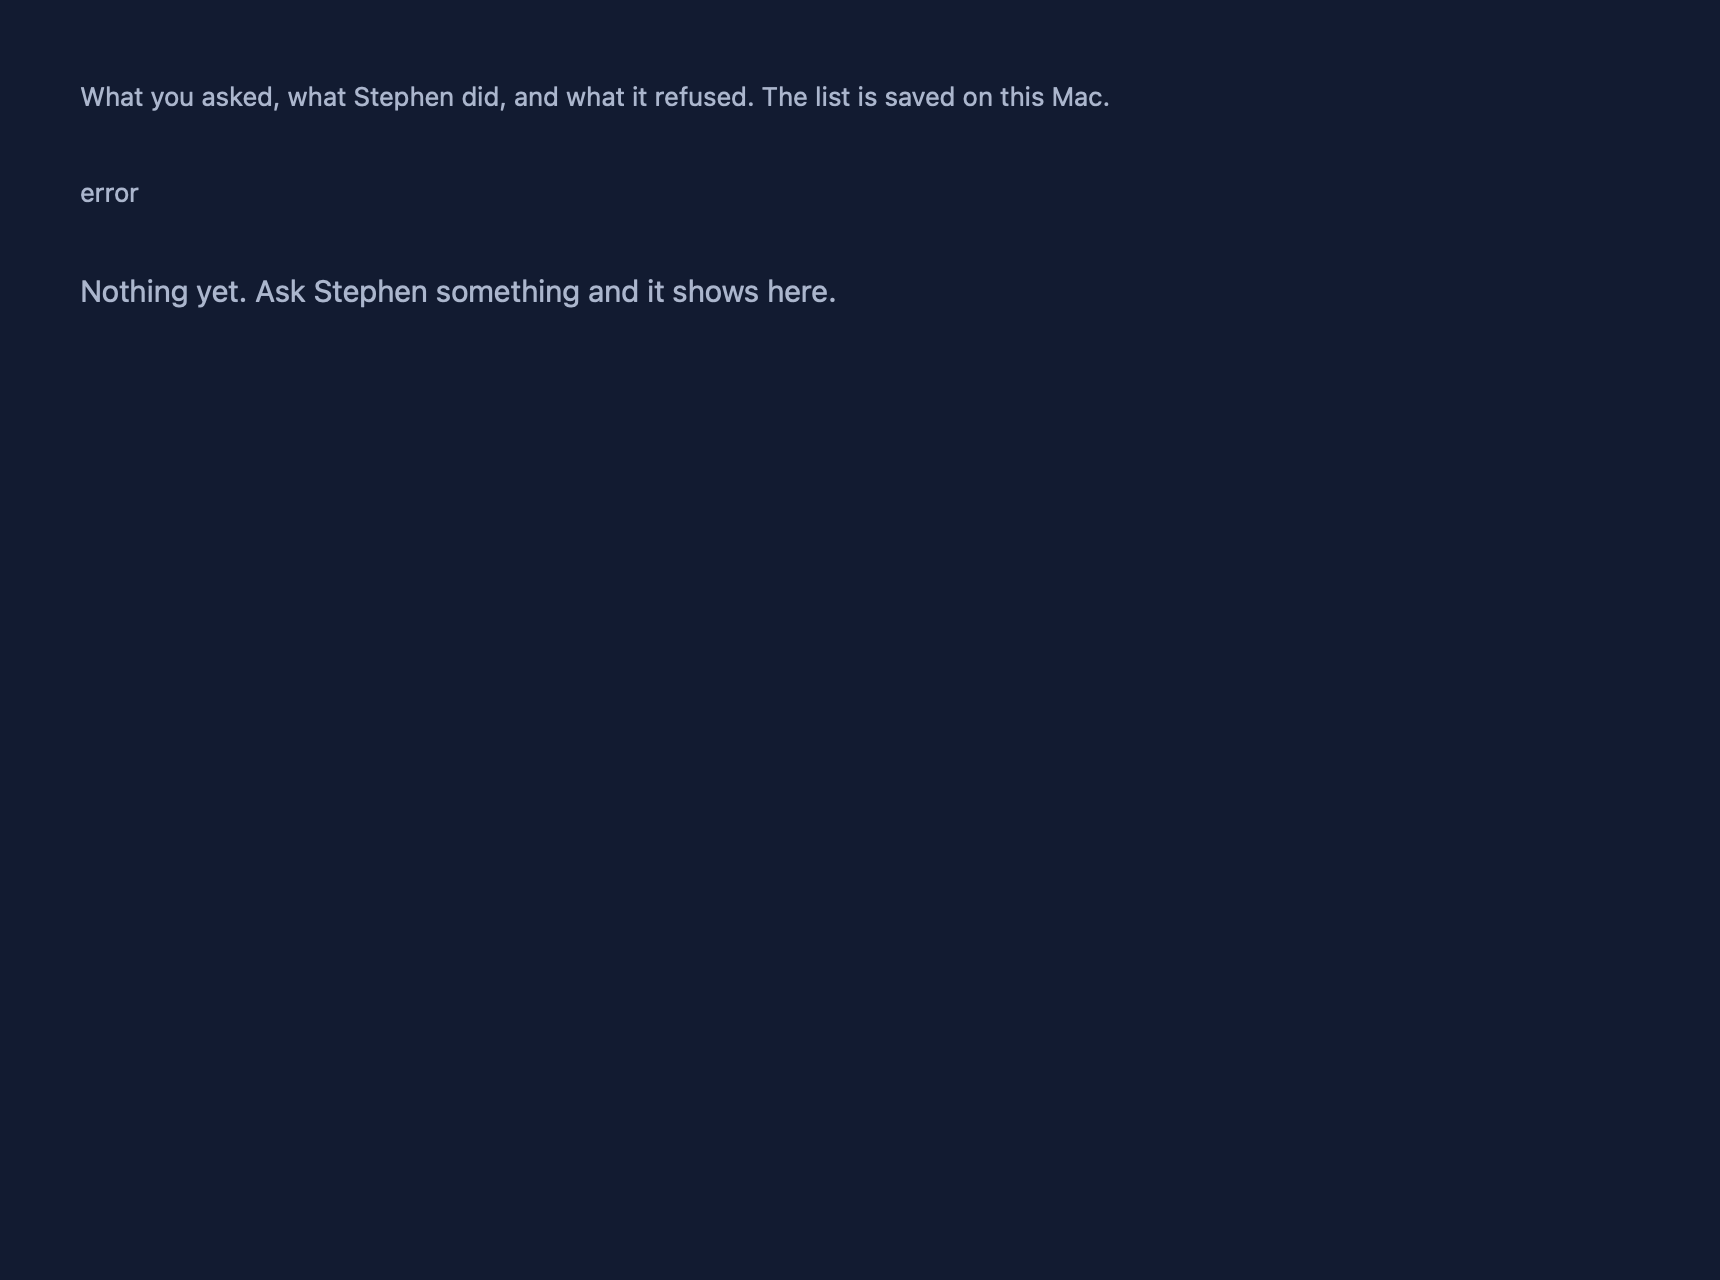 What you asked, what Stephen did, and what it refused. The list is saved on this Mac.
error
Nothing yet. Ask Stephen something and it shows here.